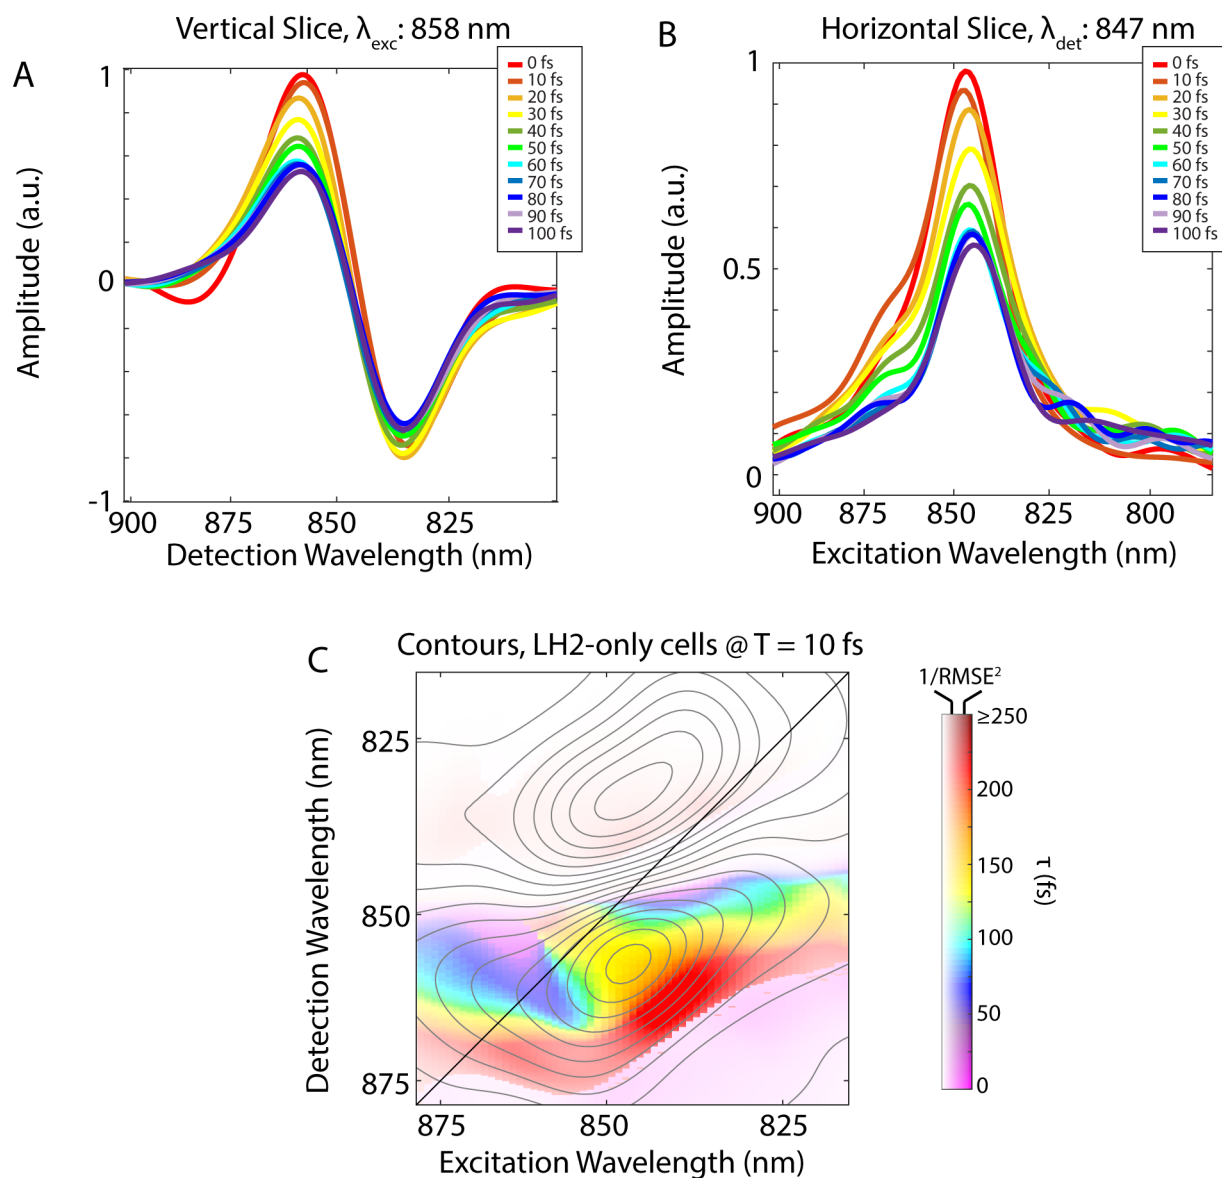 Vertical Slice, λexc: 858 nm
A
1
0
-1
Amplitude (a.u.)
900 875 850 825
Detection Wavelength (nm)
0 fs
10 fs
20 fs
30 fs
40 fs
50 fs
60 fs
70 fs
80 fs
90 fs
100 fs
Horizontal Slice, λdet: 847 nm
B
1
0.5
0
Amplitude (a.u.)
900 875 850 825 800
Excitation Wavelength (nm)
0 fs
10 fs
20 fs
30 fs
40 fs
50 fs
60 fs
70 fs
80 fs
90 fs
100 fs
Contours, LH2-only cells @ T = 10 fs
C
825
850
875
Detection Wavelength (nm)
875 850 825
Excitation Wavelength (nm)
1/RMSE²
≥250
200
150
100
50
0
τ (fs)